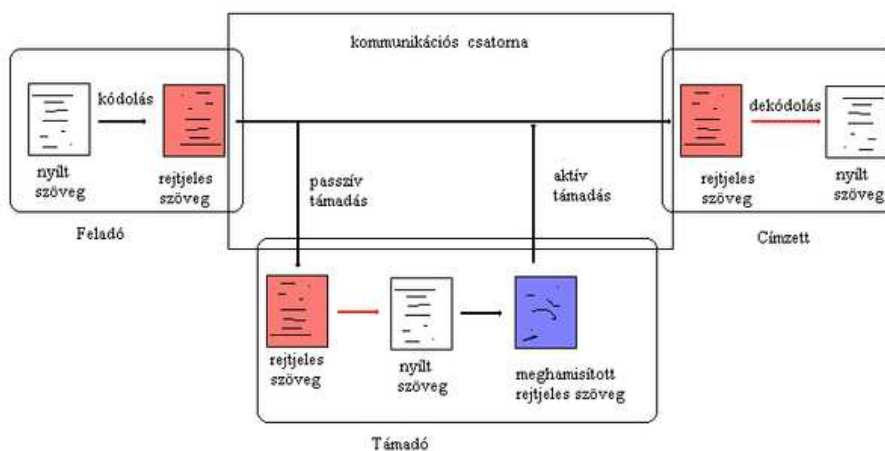 kommunikációs csatorna
kódolás
nyílt
szöveg
rejtjeles
szöveg
Feladó
passzív
támadás
aktív
támadás
dekódolás
rejtjeles
szöveg
nyílt
szöveg
Címzett
rejtjeles
szöveg
nyílt
szöveg
meghamisított
rejtjeles szöveg
Támadó